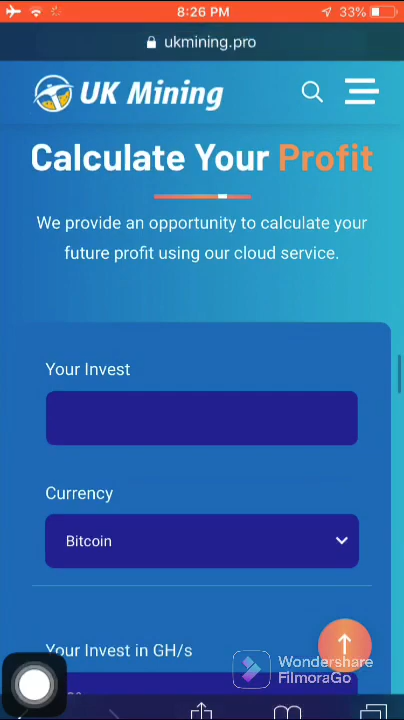 8:26 PM
33%
ukmining.pro
UK Mining
Calculate Your Profit
We provide an opportunity to calculate your
future profit using our cloud service.
Your Invest
Currency
Bitcoin
Your Invest in GH/s
Wondershare
FilmoraGo